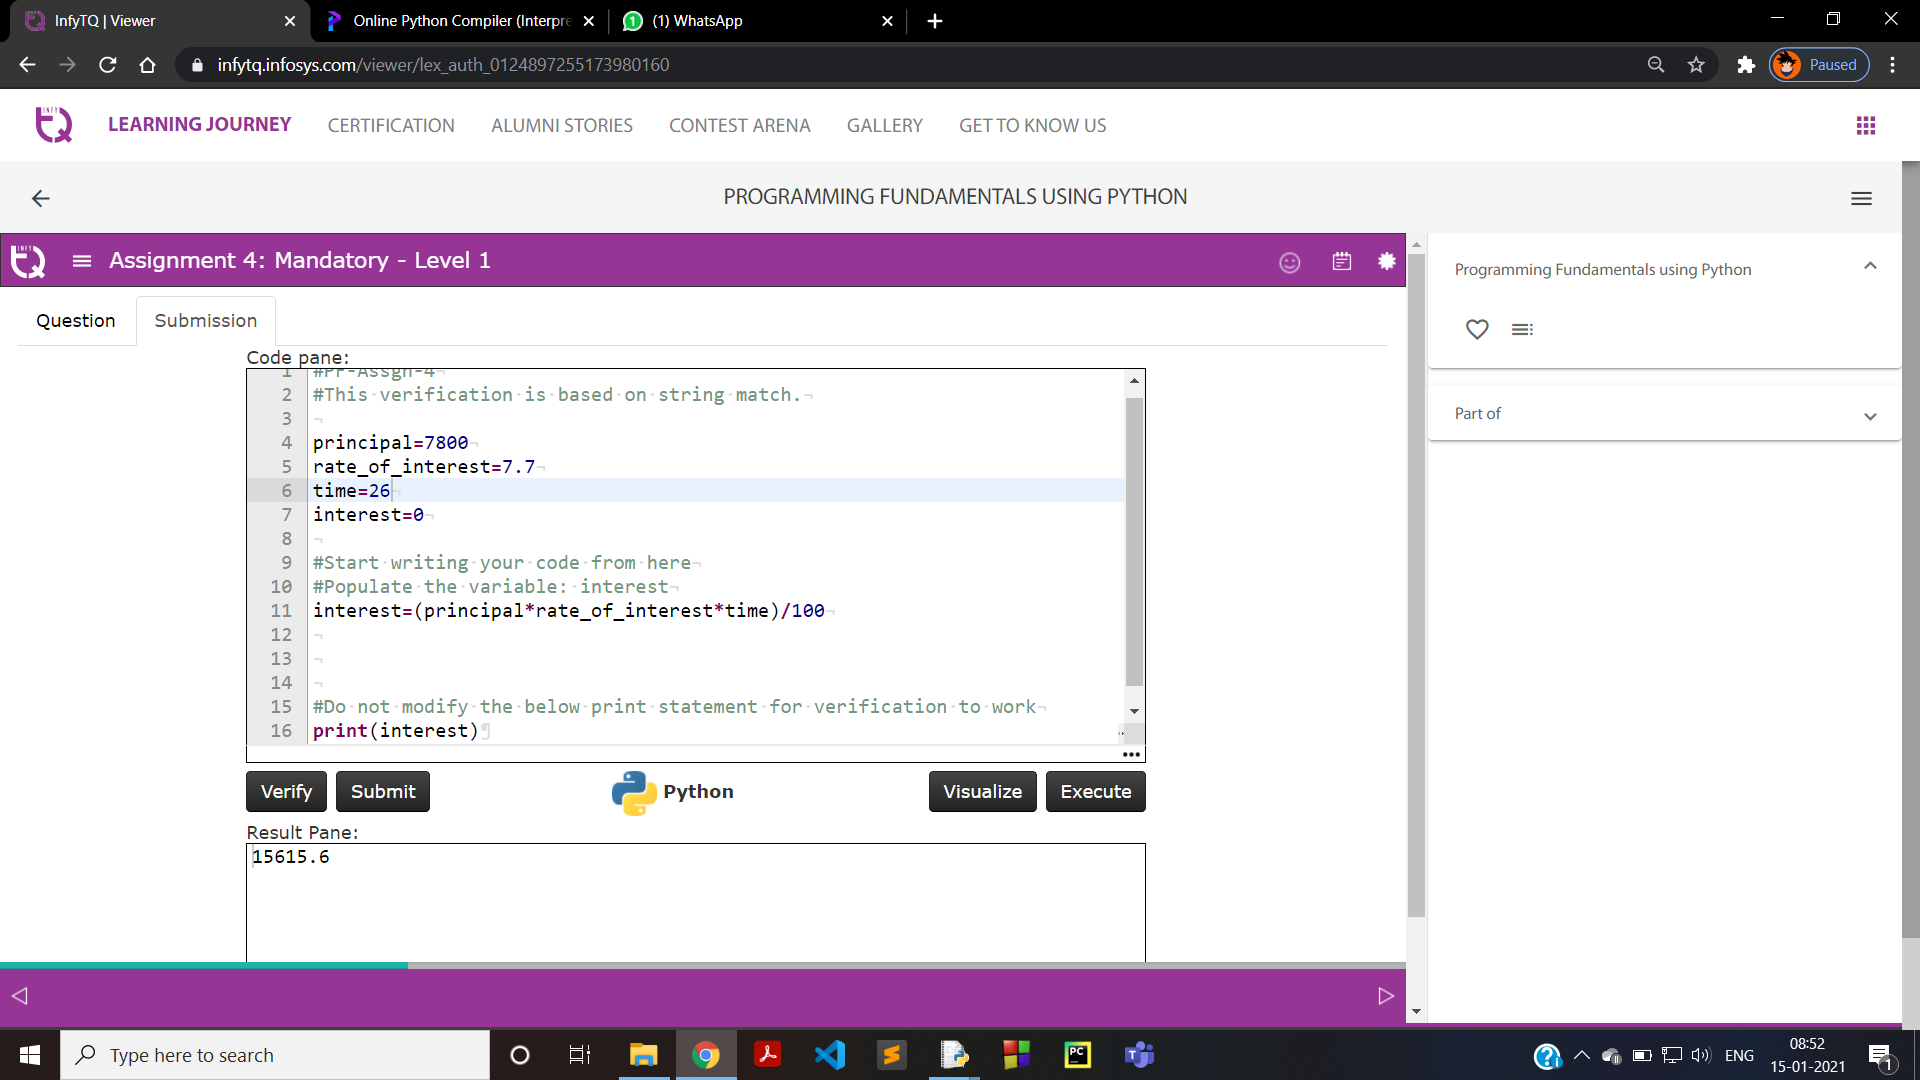 InfyTQ | Viewer
Online Python Compiler (Interpre
(1) WhatsApp
infytq.infosys.com/viewer/lex_auth_0124897255173980160
Paused
LEARNING JOURNEY
CERTIFICATION
ALUMNI STORIES
CONTEST ARENA
GALLERY
GET TO KNOW US
PROGRAMMING FUNDAMENTALS USING PYTHON
Assignment 4: Mandatory - Level 1
Programming Fundamentals using Python
Part of
Question
Submission
Code pane:
1 #PF-Assgn-4
2 #This verification is based on string match.
3
4 principal=7800
5 rate_of_interest=7.7
6 time=26
7 interest=0
8
9 #Start writing your code from here
10 #Populate the variable: interest
11 interest=(principal*rate_of_interest*time)/100
12
13
14
15 #Do not modify the below print statement for verification to work
16 print(interest)
Verify
Submit
Python
Visualize
Execute
Result Pane:
15615.6
Type here to search
ENG
08:52
15-01-2021
1